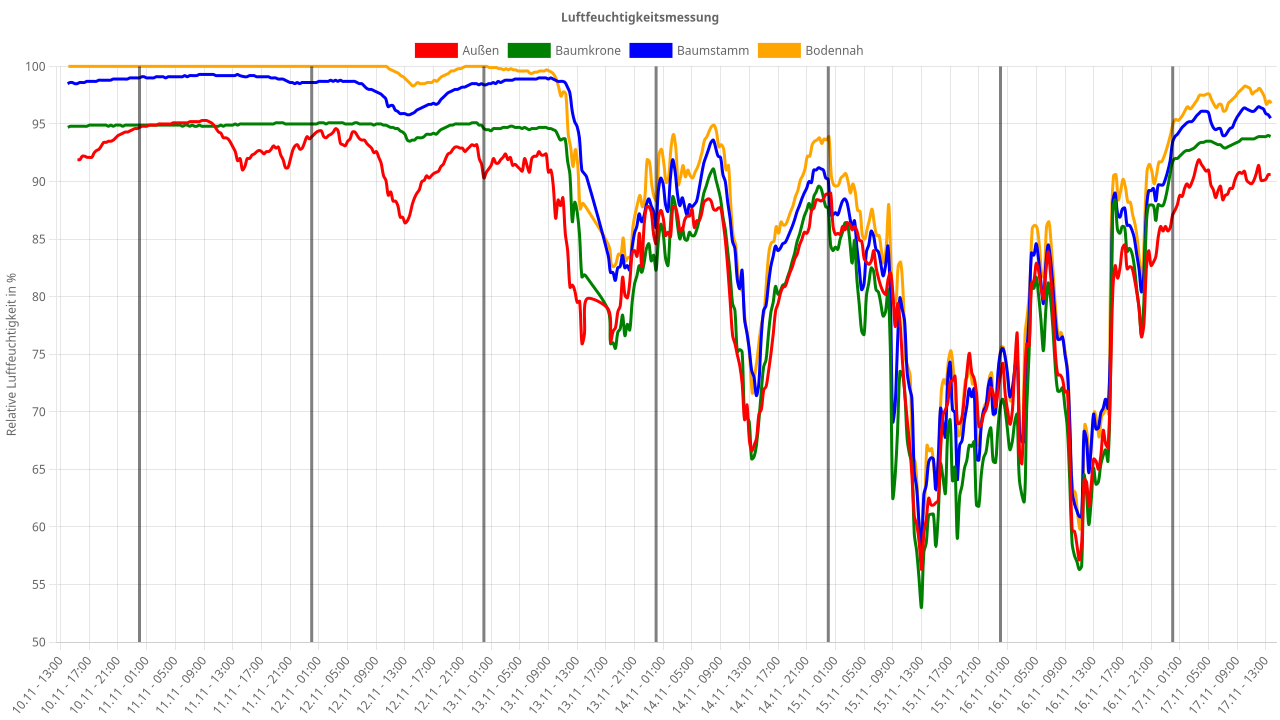 Luftfeuchtigkeitsmessung
Außen Baumkrone Baumstamm Bodennah
Relative Luftfeuchtigkeit in %
100
95
90
85
80
75
70
65
60
55
50
10.11 - 13:00
10.11 - 17:00
10.11 - 21:00
11.11 - 01:00
11.11 - 05:00
11.11 - 09:00
11.11 - 13:00
11.11 - 17:00
11.11 - 21:00
12.11 - 01:00
12.11 - 05:00
12.11 - 09:00
12.11 - 13:00
12.11 - 17:00
12.11 - 21:00
13.11 - 01:00
13.11 - 05:00
13.11 - 09:00
13.11 - 13:00
13.11 - 17:00
13.11 - 21:00
14.11 - 01:00
14.11 - 05:00
14.11 - 09:00
14.11 - 13:00
14.11 - 17:00
14.11 - 21:00
15.11 - 01:00
15.11 - 05:00
15.11 - 09:00
15.11 - 13:00
15.11 - 17:00
15.11 - 21:00
16.11 - 01:00
16.11 - 05:00
16.11 - 09:00
16.11 - 13:00
16.11 - 17:00
16.11 - 21:00
17.11 - 01:00
17.11 - 05:00
17.11 - 09:00
17.11 - 13:00